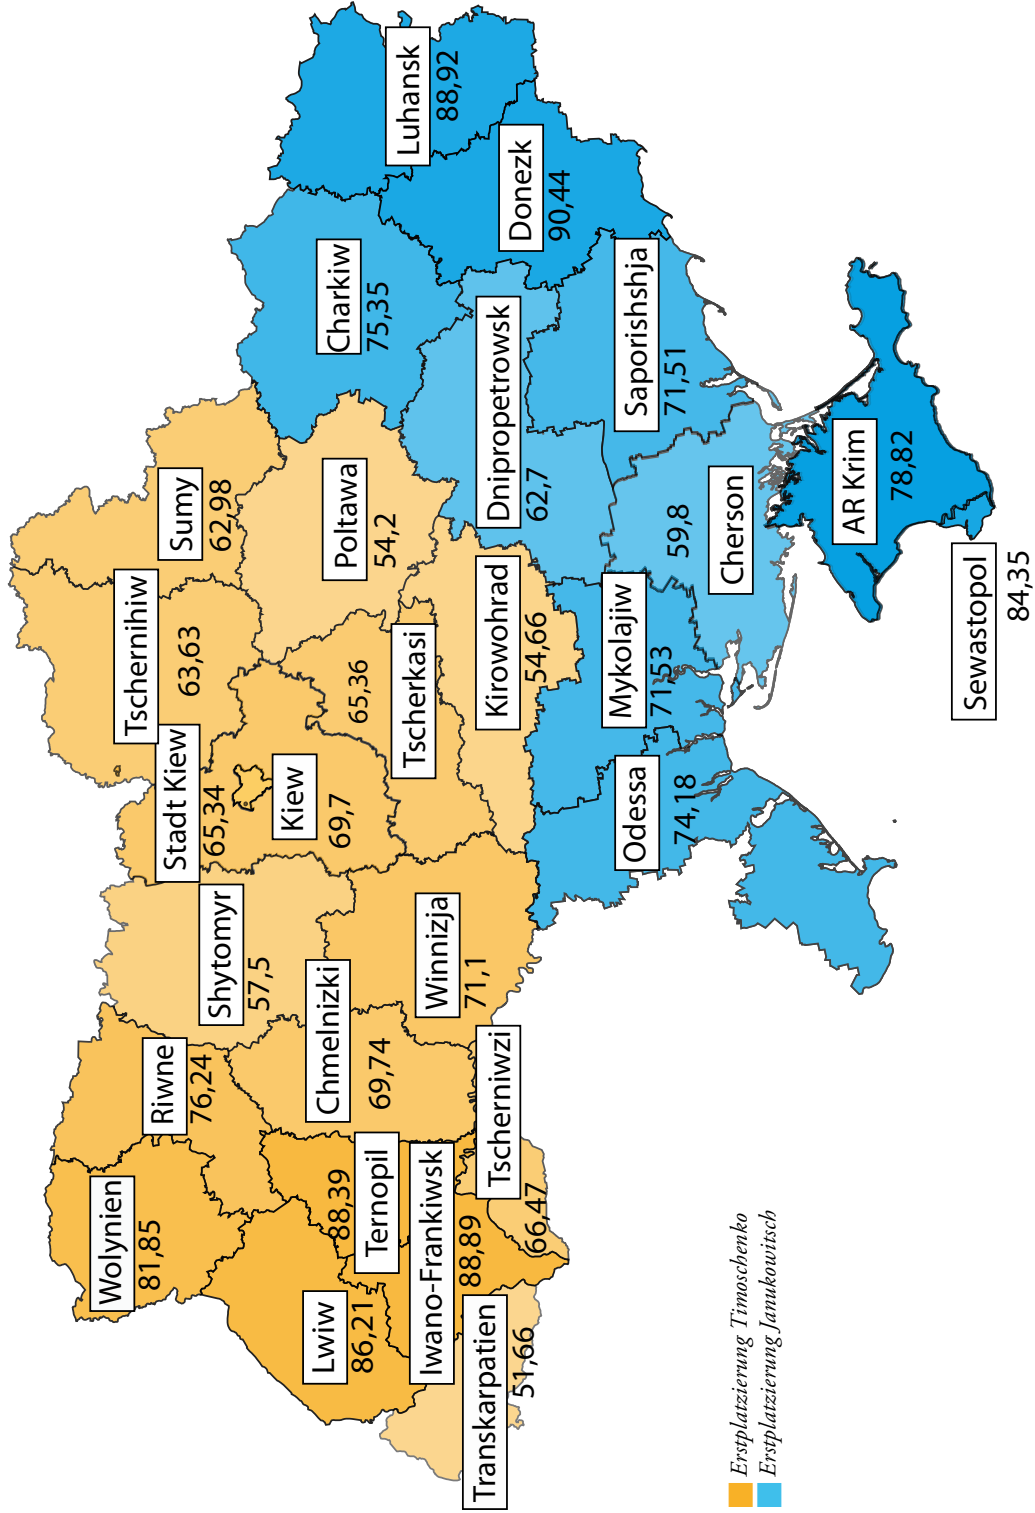 Wolynien
81,85
Riwne
76,24
Shytomyr
57,5
Stadt Kiew
65,34
Tschernihiw
63,63
Sumy
62,98
Lwiw
86,21
Ternopil
88,39
Chmelnizki
69,74
Kiew
69,7
Poltawa
54,2
Charkiw
75,35
Luhansk
88,92
Iwano-Frankiwsk
88,89
Winnizja
71,1
Tscherkasi
65,36
Transkarpatien
51,66
Tscherniwzi
66,47
Kirowohrad
54,66
Dnipropetrowsk
62,7
Donezk
90,44
Odessa
74,18
Mykolajiw
71,53
Saporishshja
71,51
Cherson
59,8
AR Krim
78,82
Sewastopol
84,35
Erstplatzierung Timoschenko
Erstplatzierung Janukowitsch